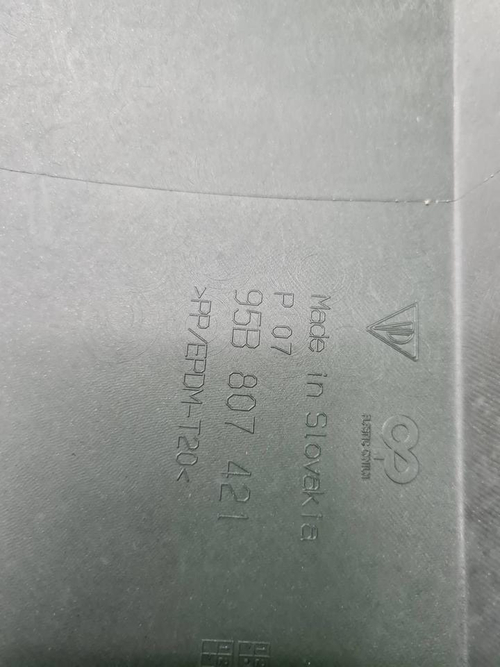 Made in Slovakia
P 07
95B 807 421
>PP/EPDM-T20<